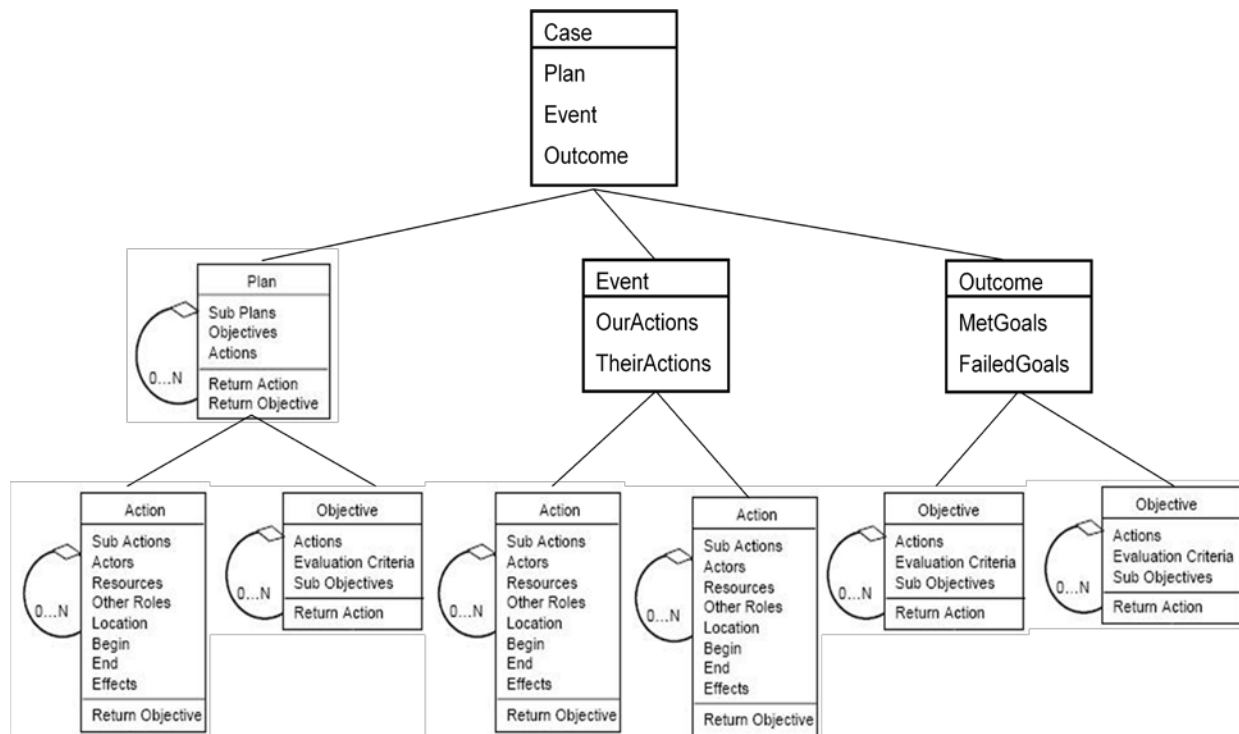 Case
Plan
Event
Outcome
Plan
Sub Plans
Objectives
Actions
0...N
Return Action
Return Objective
Event
OurActions
TheirActions
Outcome
MetGoals
FailedGoals
Action
Sub Actions
Actors
Resources
0...N
Other Roles
Location
Begin
End
Effects
Return Objective
Objective
Actions
Evaluation Criteria
Sub Objectives
0...N
Return Action
Action
Sub Actions
Actors
Resources
0...N
Other Roles
Location
Begin
End
Effects
Return Objective
Action
Sub Actions
Actors
Resources
Other Roles
0...N
Location
Begin
End
Effects
Return Objective
Objective
Actions
Evaluation Criteria
Sub Objectives
0...N
Return Action
Objective
Actions
Evaluation Criteria
Sub Objectives
0...N
Return Action